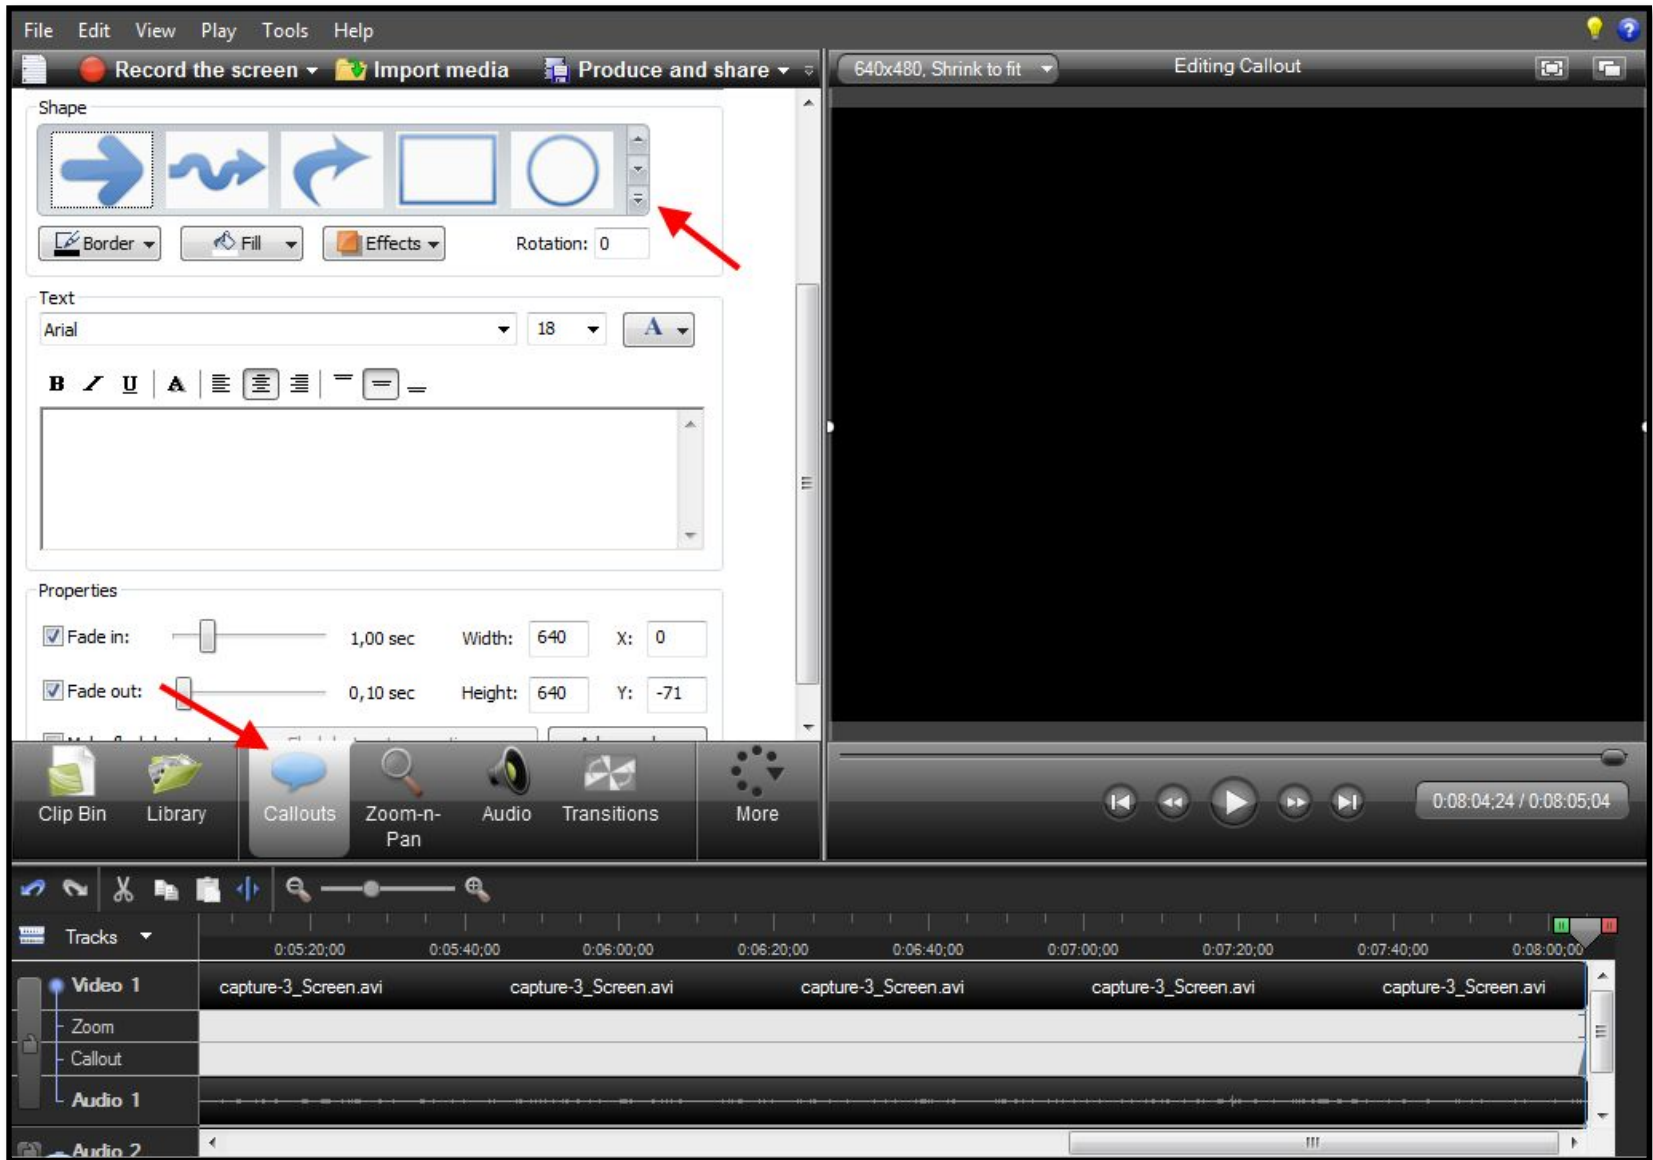 File Edit View Play Tools Help
Record the screen Import media Produce and share
640x480, Shrink to fit Editing Callout
Shape
Border Fill Effects Rotation: 0
Text
Arial 18 A
B I U A
Properties
Fade in: 1,00 sec Width: 640 X: 0
Fade out: 0,10 sec Height: 640 Y: -71
Clip Bin Library Callouts Zoom-n-Pan Audio Transitions More
0:08:04;24 / 0:08:05;04
Tracks
0:05:20;00 0:05:40;00 0:06:00;00 0:06:20;00 0:06:40;00 0:07:00;00 0:07:20;00 0:07:40;00 0:08:00;00
Video 1 capture-3_Screen.avi capture-3_Screen.avi capture-3_Screen.avi capture-3_Screen.avi capture-3_Screen.avi
Zoom
Callout
Audio 1
Audio 2